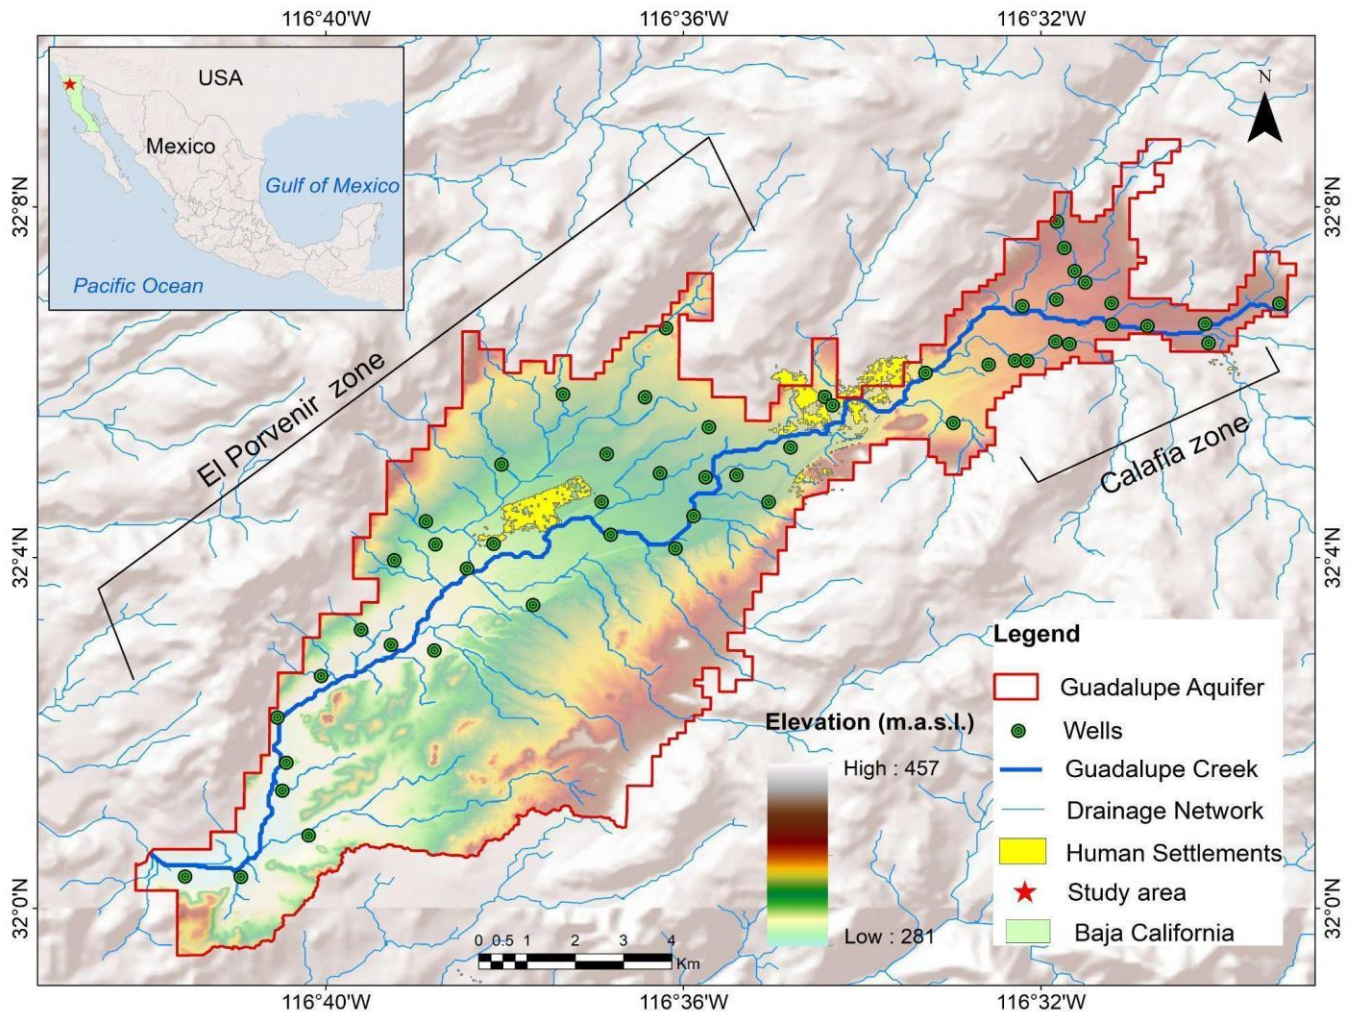 116°40'W
116°36'W
116°32'W
USA
Mexico
Gulf of Mexico
Pacific Ocean
N
32°8'N
32°8'N
El Porvenir zone
Calafia zone
32°4'N
32°4'N
Legend
Guadalupe Aquifer
Wells
Guadalupe Creek
Drainage Network
Human Settlements
Study area
Baja California
Elevation (m.a.s.l.)
High : 457
Low : 281
32°0'N
32°0'N
0 0.5 1 2 3 4
Km
116°40'W
116°36'W
116°32'W